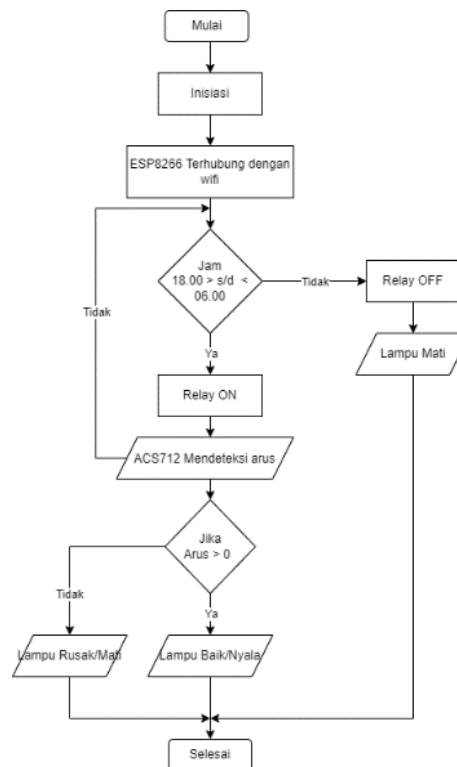 Mulai
Inisiasi
ESP8266 Terhubung dengan
wifi
Jam
18.00 > s/d <
06.00
Tidak
Relay OFF
Tidak
Lampu Mati
Ya
Relay ON
ACS712 Mendeteksi arus
Jika
Arus > 0
Tidak
Ya
Lampu Rusak/Mati
Lampu Baik/Nyala
Selesai